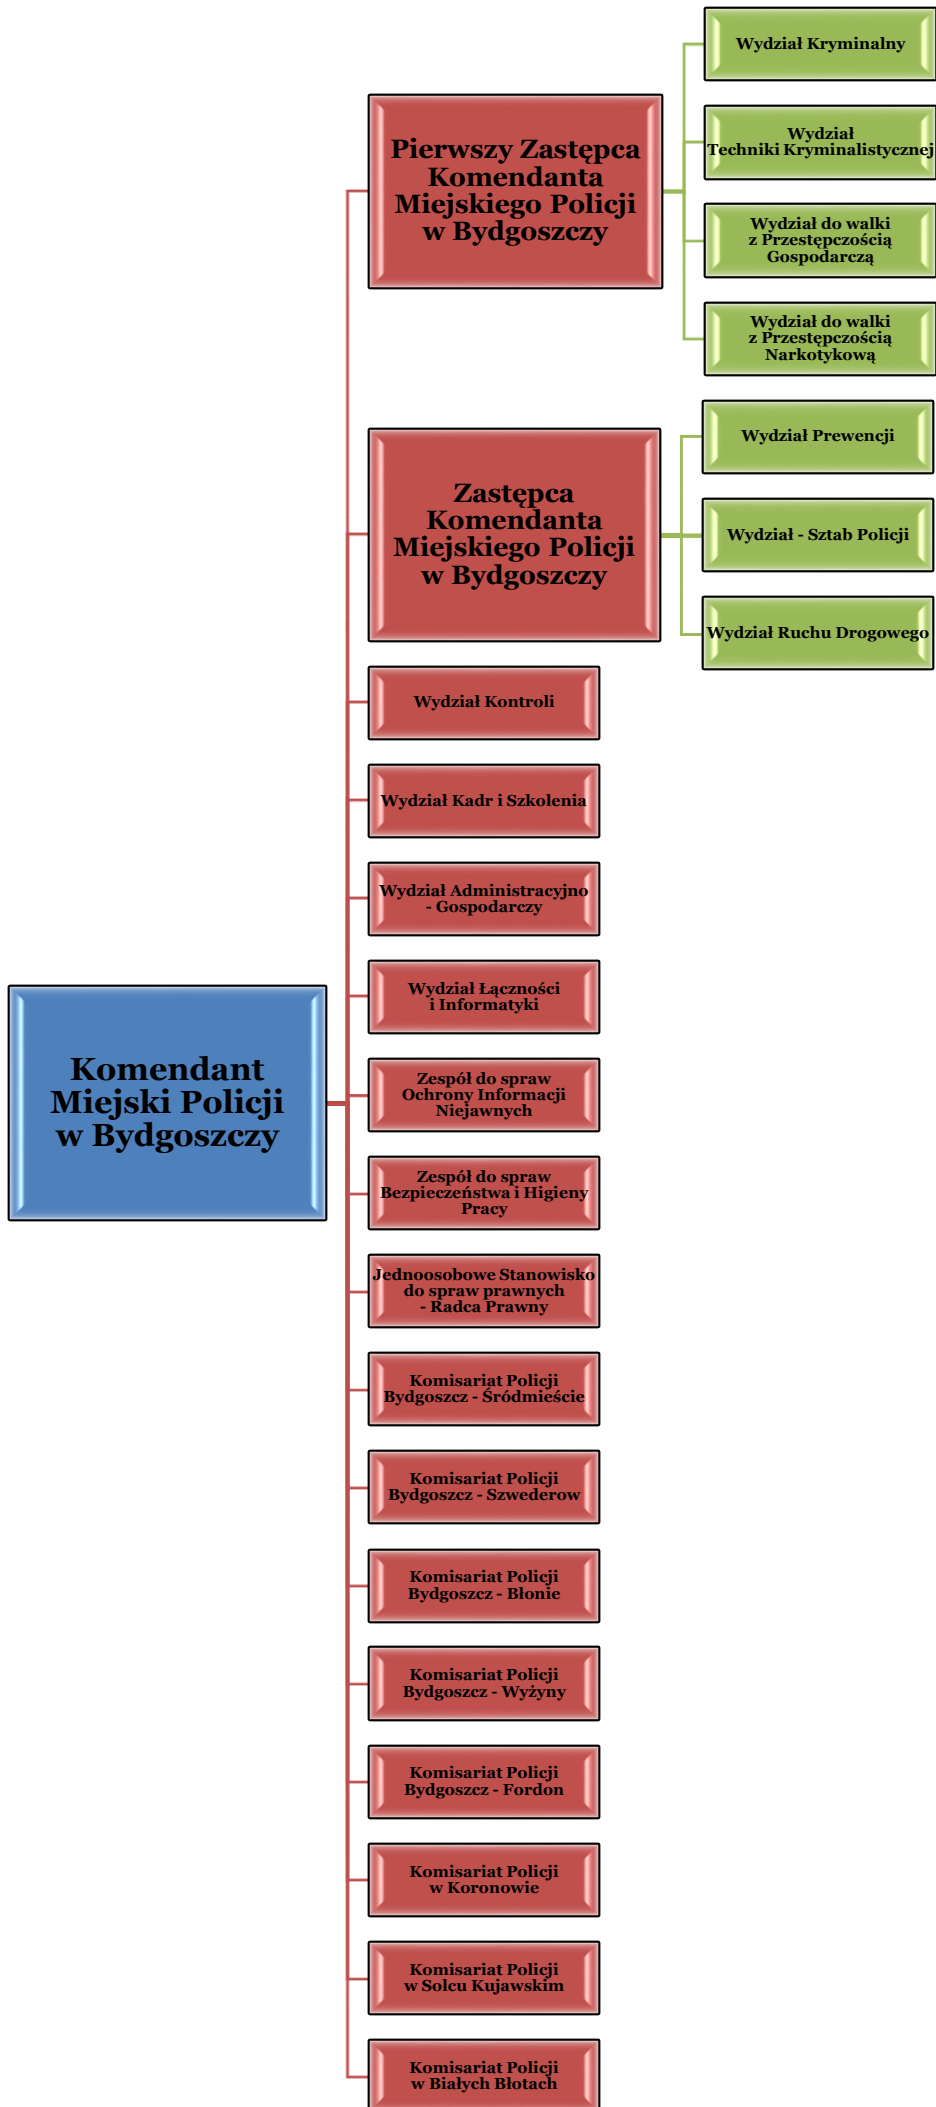 Wydział Kryminalny
Wydział
Techniki Kryminalistycznej
Wydział do walki
z Przestępczością
Gospodarczą
Wydział do walki
z Przestępczością
Narkotykową
Pierwszy Zastępca
Komendanta
Miejskiego Policji
w Bydgoszczy
Wydział Prewencji
Wydział - Sztab Policji
Wydział Ruchu Drogowego
Zastępca
Komendanta
Miejskiego Policji
w Bydgoszczy
Wydział Kontroli
Wydział Kadr i Szkolenia
Wydział Administracyjno
- Gospodarczy
Wydział Łączności
i Informatyki
Komendant
Miejski Policji
w Bydgoszczy
Zespół do spraw
Ochrony Informacji
Niejawnych
Zespół do spraw
Bezpieczeństwa i Higieny
Pracy
Jednoosobowe Stanowisko
do spraw prawnych
- Radca Prawny
Komisariat Policji
Bydgoszcz - Śródmieście
Komisariat Policji
Bydgoszcz - Szwederow
Komisariat Policji
Bydgoszcz - Błonie
Komisariat Policji
Bydgoszcz - Wyżyny
Komisariat Policji
Bydgoszcz - Fordon
Komisariat Policji
w Koronowie
Komisariat Policji
w Solcu Kujawskim
Komisariat Policji
w Białych Błotach